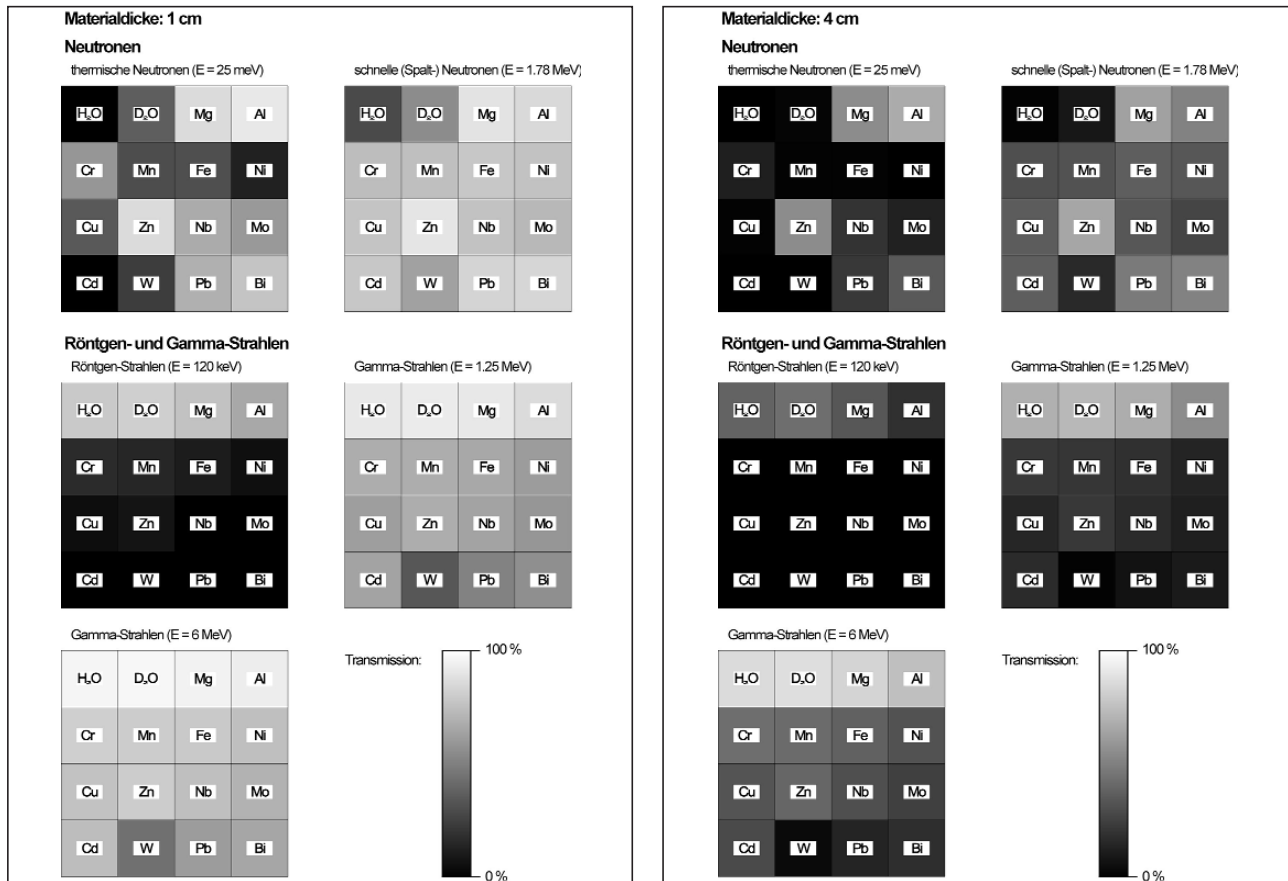 Materialdicke: 1 cm
Neutronen
thermische Neutronen (E = 25 meV)
schnelle (Spalt-) Neutronen (E = 1.78 MeV)
H₂O D₂O Mg Al
Cr Mn Fe Ni
Cu Zn Nb Mo
Cd W Pb Bi
H₂O D₂O Mg Al
Cr Mn Fe Ni
Cu Zn Nb Mo
Cd W Pb Bi
Röntgen- und Gamma-Strahlen
Röntgen-Strahlen (E = 120 keV)
Gamma-Strahlen (E = 1.25 MeV)
H₂O D₂O Mg Al
Cr Mn Fe Ni
Cu Zn Nb Mo
Cd W Pb Bi
H₂O D₂O Mg Al
Cr Mn Fe Ni
Cu Zn Nb Mo
Cd W Pb Bi
Gamma-Strahlen (E = 6 MeV)
H₂O D₂O Mg Al
Cr Mn Fe Ni
Cu Zn Nb Mo
Cd W Pb Bi
Transmission:
100 %
0 %
Materialdicke: 4 cm
Neutronen
thermische Neutronen (E = 25 meV)
schnelle (Spalt-) Neutronen (E = 1.78 MeV)
H₂O D₂O Mg Al
Cr Mn Fe Ni
Cu Zn Nb Mo
Cd W Pb Bi
H₂O D₂O Mg Al
Cr Mn Fe Ni
Cu Zn Nb Mo
Cd W Pb Bi
Röntgen- und Gamma-Strahlen
Röntgen-Strahlen (E = 120 keV)
Gamma-Strahlen (E = 1.25 MeV)
H₂O D₂O Mg Al
Cr Mn Fe Ni
Cu Zn Nb Mo
Cd W Pb Bi
H₂O D₂O Mg Al
Cr Mn Fe Ni
Cu Zn Nb Mo
Cd W Pb Bi
Gamma-Strahlen (E = 6 MeV)
H₂O D₂O Mg Al
Cr Mn Fe Ni
Cu Zn Nb Mo
Cd W Pb Bi
Transmission:
100 %
0 %